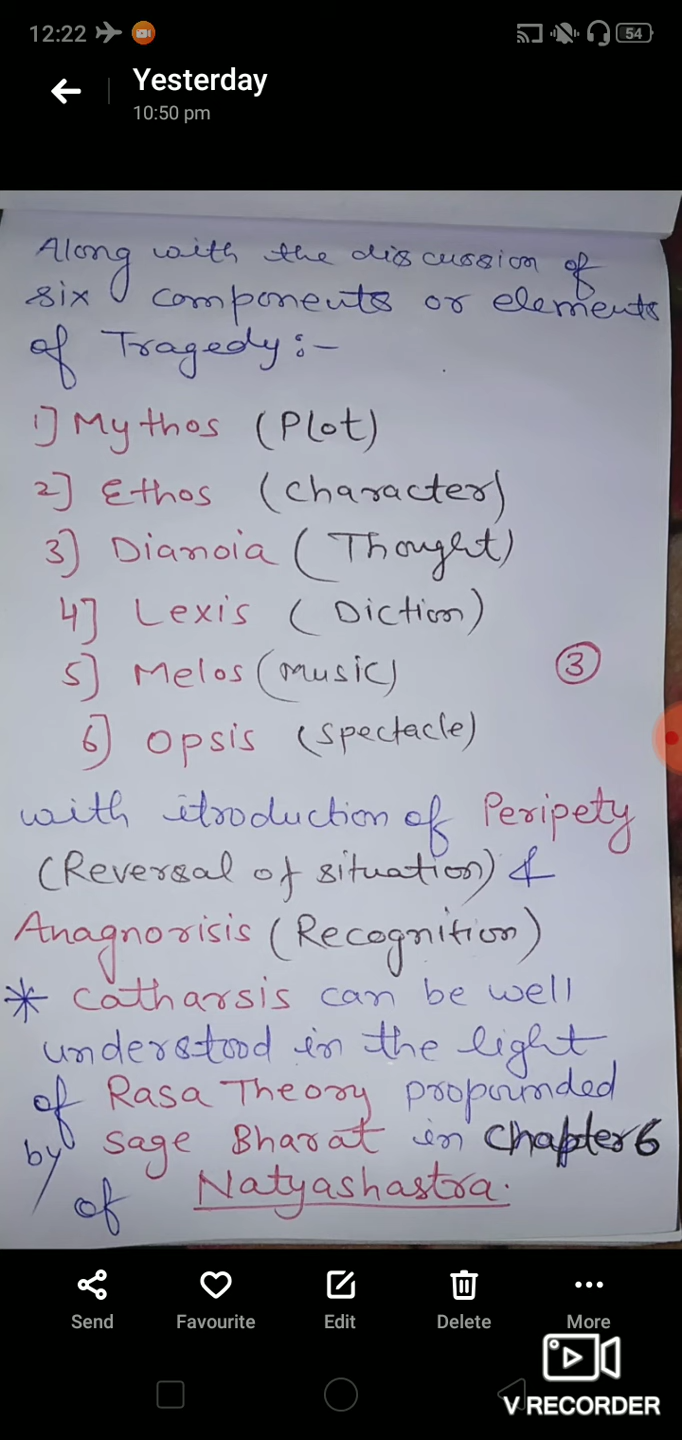 12:22
54
Yesterday
10:50 pm
Along with the discussion of
six components or elements
of Tragedy:-
1] Mythos (Plot)
2] Ethos (Character)
3] Dianoia (Thought)
4] Lexis (Diction)
5] Melos (Music)
3
6] Opsis (Spectacle)
with itroduction of Peripety
(Reversal of situation) &
Anagnorisis (Recognition)
* Catharsis can be well
understood in the light
of Rasa Theory propounded
by sage Bharat in Chapter 6
of Natyashastra.
Send Favourite Edit Delete More
V RECORDER